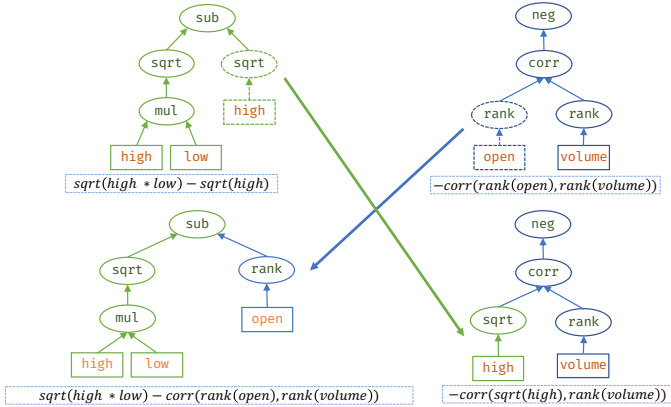 sub
sqrt
sqrt
mul
high
high
low
sqrt(high * low) − sqrt(high)
neg
corr
rank
rank
open
volume
−corr(rank(open), rank(volume))
sub
sqrt
rank
mul
open
high
low
sqrt(high * low) − corr(rank(open), rank(volume))
neg
corr
sqrt
rank
high
volume
−corr(sqrt(high), rank(volume))